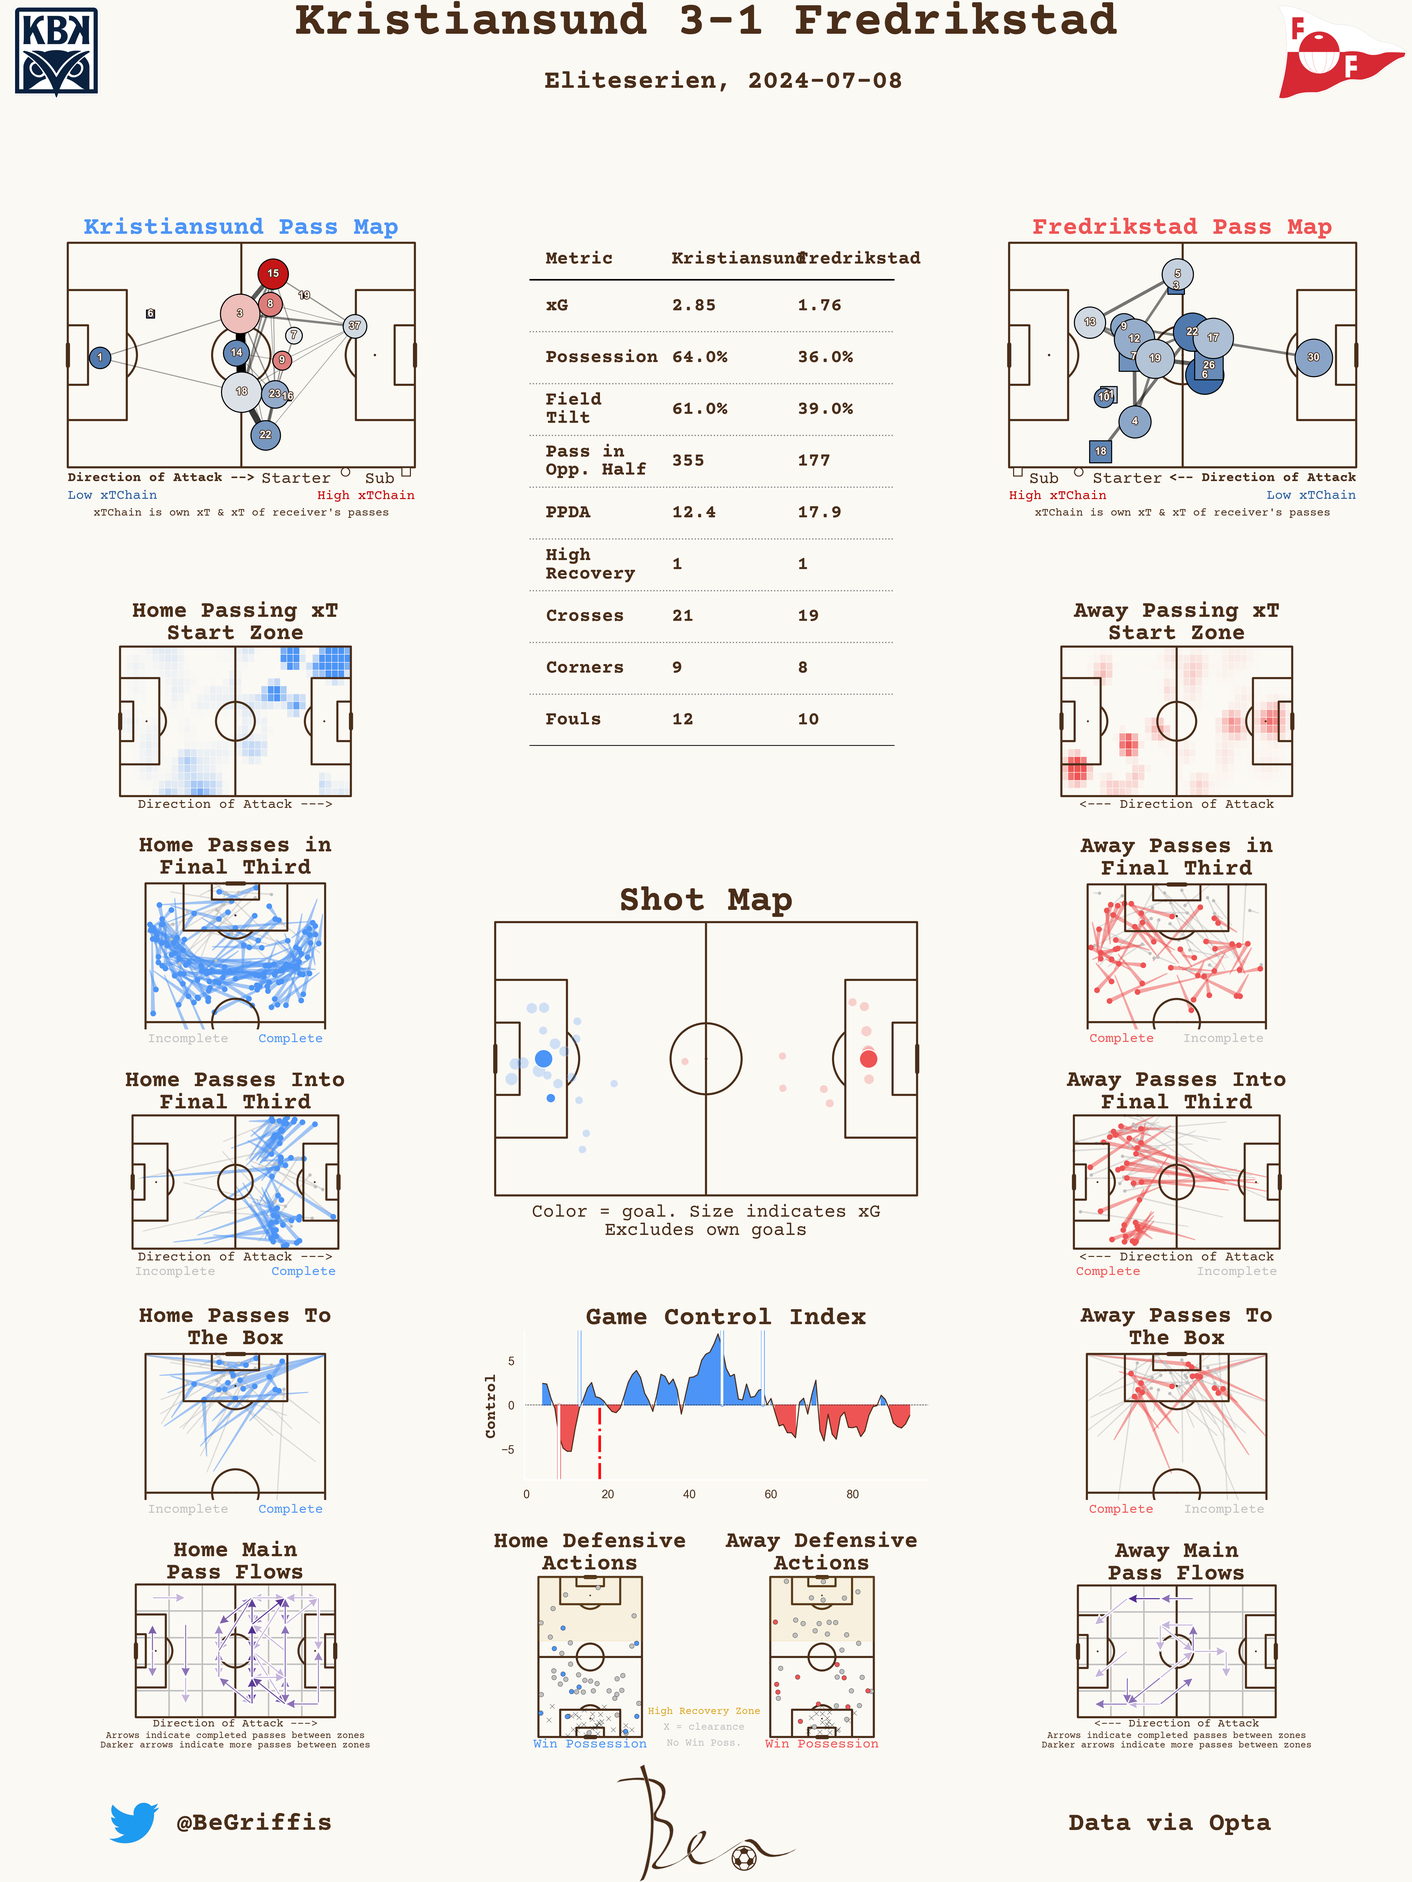 Kristiansund 3-1 Fredrikstad
Eliteserien, 2024-07-08
KBK
F
F
Kristiansund Pass Map
15
19
8
3
6
37
7
14
1
9
18
23
16
22
Direction of Attack --> Starter Sub
Low xTChain High xTChain
xTChain is own xT & xT of receiver's passes
Metric Kristiansund Fredrikstad
xG 2.85 1.76
Possession 64.0% 36.0%
Field
Tilt 61.0% 39.0%
Pass in
Opp. Half 355 177
PPDA 12.4 17.9
High
Recovery 1 1
Crosses 21 19
Corners 9 8
Fouls 12 10
Fredrikstad Pass Map
5
3
13
9
22
12
17
7
19
30
26
6
10
4
18
Sub Starter <-- Direction of Attack
High xTChain Low xTChain
xTChain is own xT & xT of receiver's passes
Home Passing xT
Start Zone
Direction of Attack --->
Away Passing xT
Start Zone
<--- Direction of Attack
Home Passes in
Final Third
Incomplete Complete
Away Passes in
Final Third
Complete Incomplete
Shot Map
Color = goal. Size indicates xG
Excludes own goals
Home Passes Into
Final Third
Direction of Attack --->
Incomplete Complete
Away Passes Into
Final Third
<--- Direction of Attack
Complete Incomplete
Home Passes To
The Box
Incomplete Complete
Game Control Index
Control
5
0
−5
0 20 40 60 80
Away Passes To
The Box
Complete Incomplete
Home Main
Pass Flows
Direction of Attack --->
Arrows indicate completed passes between zones
Darker arrows indicate more passes between zones
Home Defensive
Actions
Win Possession
Away Defensive
Actions
Win Possession
High Recovery Zone
X = clearance
No Win Poss.
Away Main
Pass Flows
<--- Direction of Attack
Arrows indicate completed passes between zones
Darker arrows indicate more passes between zones
@BeGriffis
Ben
Data via Opta